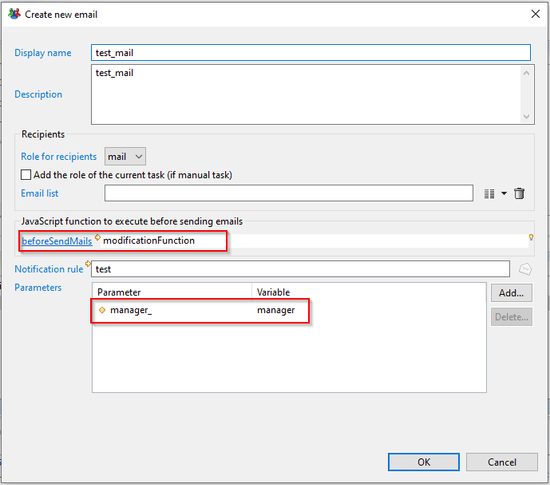 Create new email
Display name
test_mail
Description
test_mail
Recipients
Role for recipients
mail
Add the role of the current task (if manual task)
Email list
JavaScript function to execute before sending emails
beforeSendMails
modificationFunction
Notification rule
test
Parameters
Parameter Variable
manager_ manager
Add...
Delete...
OK
Cancel